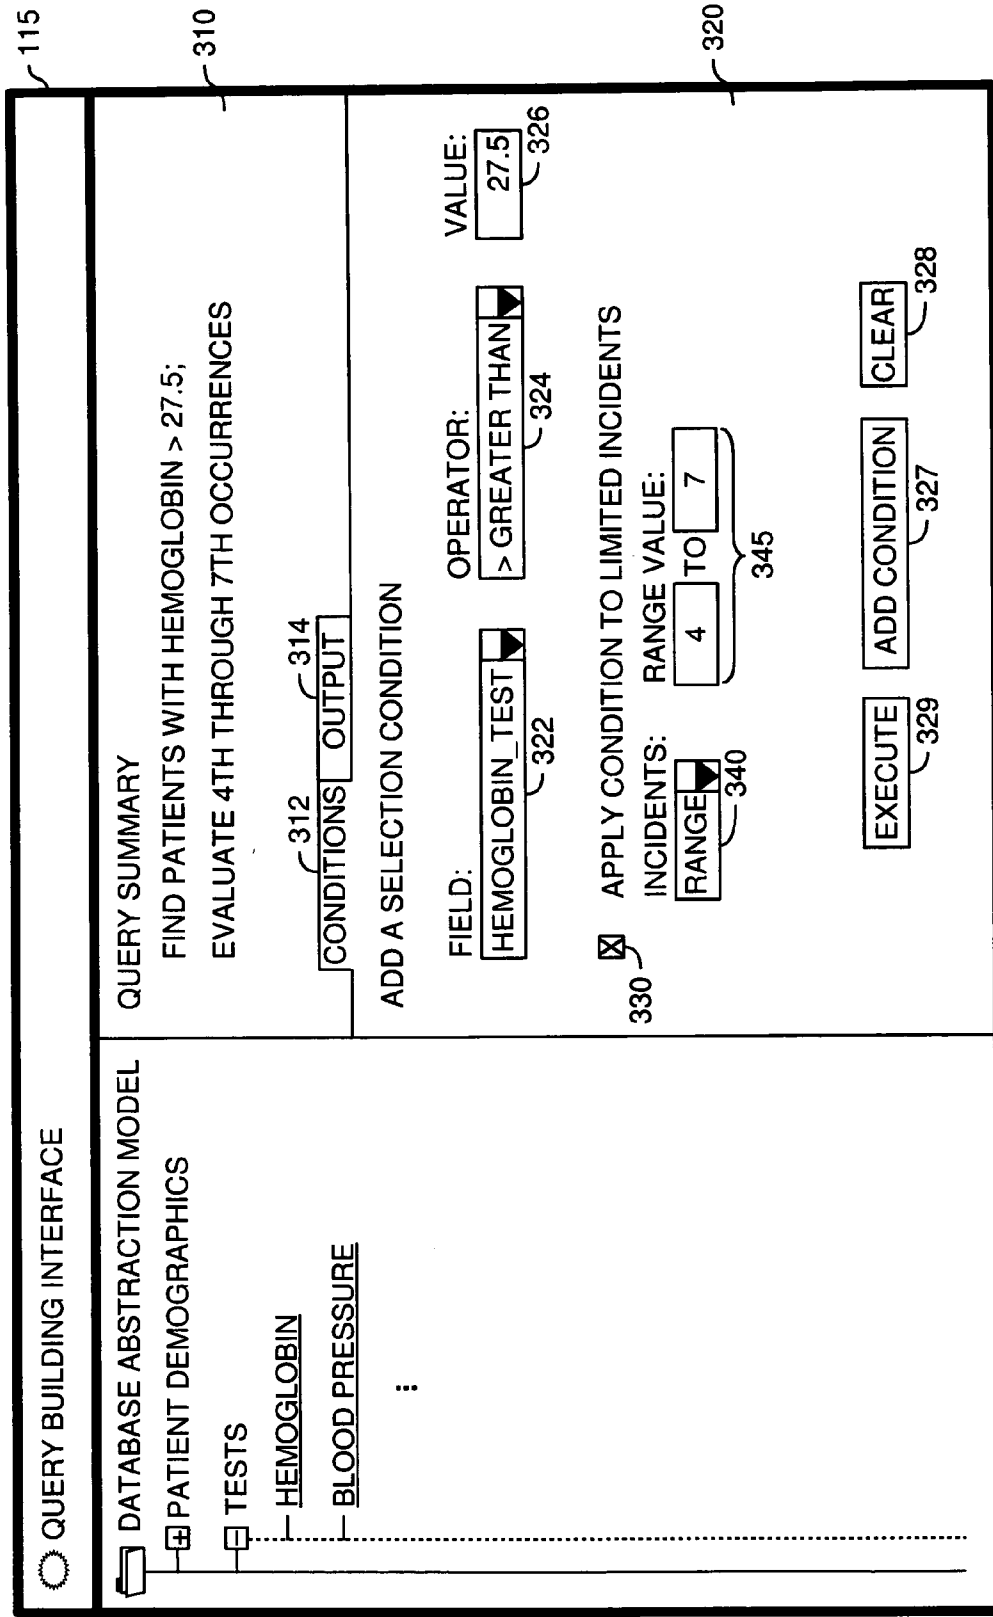 QUERY BUILDING INTERFACE
115
DATABASE ABSTRACTION MODEL
PATIENT DEMOGRAPHICS
TESTS
HEMOGLOBIN
BLOOD PRESSURE
...
QUERY SUMMARY
FIND PATIENTS WITH HEMOGLOBIN > 27.5;
EVALUATE 4TH THROUGH 7TH OCCURRENCES
310
312 314
CONDITIONS OUTPUT
ADD A SELECTION CONDITION
FIELD: OPERATOR: VALUE:
HEMOGLOBIN_TEST > GREATER THAN 27.5
322 324 326
X APPLY CONDITION TO LIMITED INCIDENTS
330
INCIDENTS: RANGE VALUE:
RANGE 4 TO 7
340 345
320
EXECUTE ADD CONDITION CLEAR
329 327 328